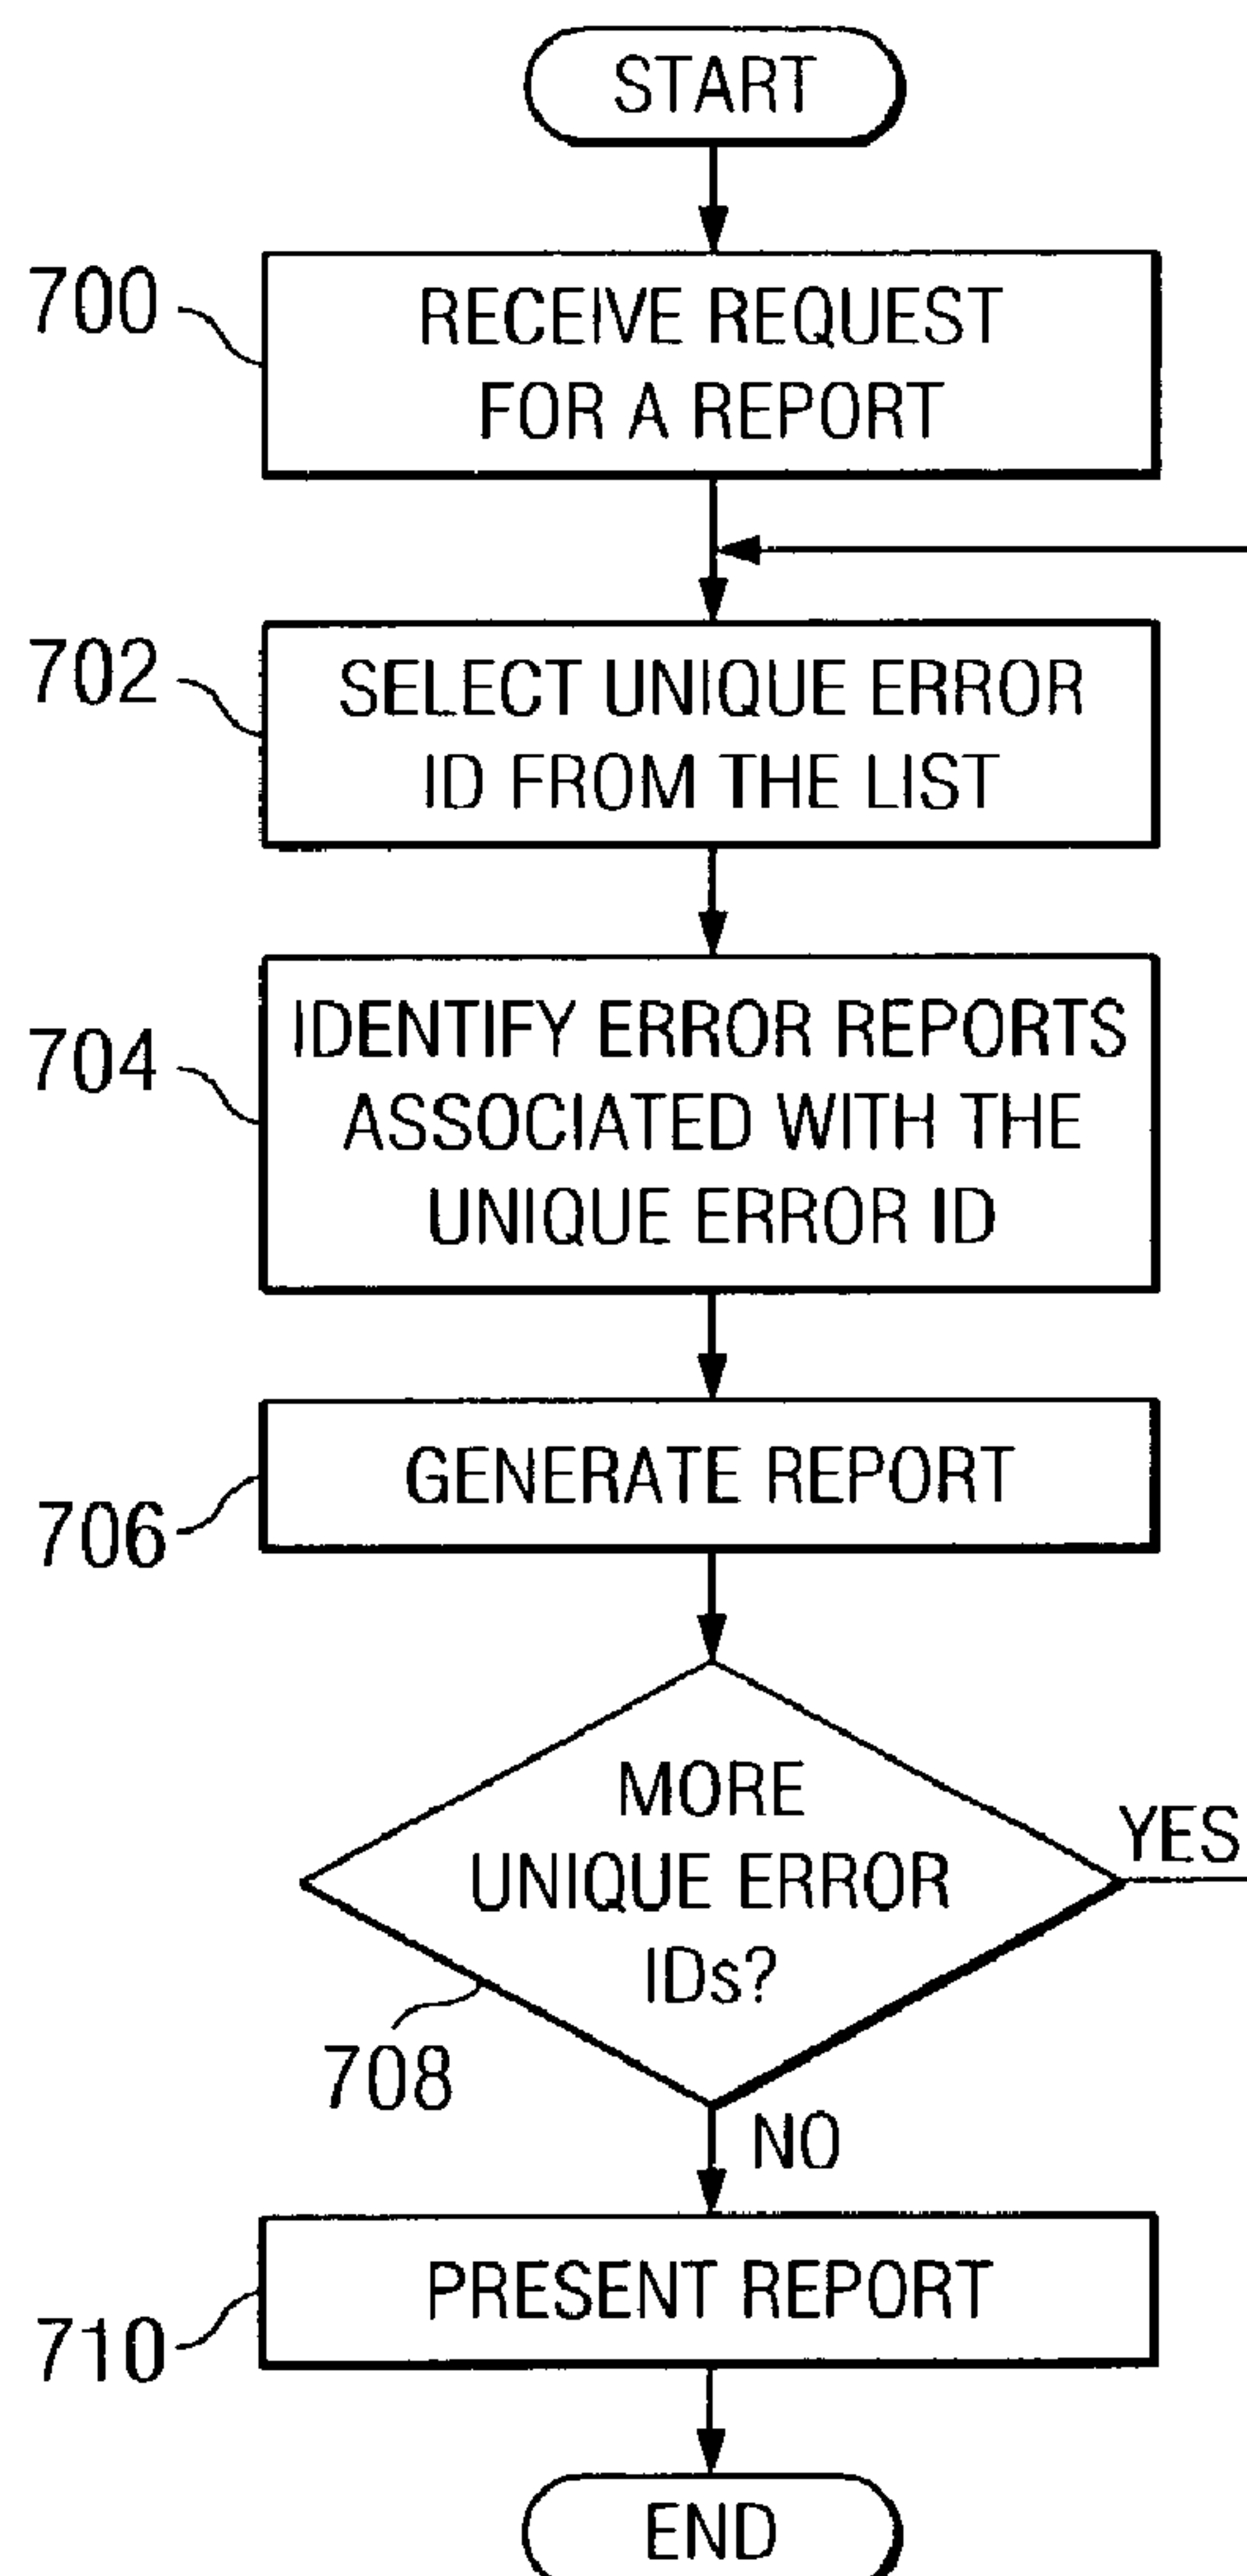 START
700
RECEIVE REQUEST
FOR A REPORT
702
SELECT UNIQUE ERROR
ID FROM THE LIST
704
IDENTIFY ERROR REPORTS
ASSOCIATED WITH THE
UNIQUE ERROR ID
706
GENERATE REPORT
MORE
UNIQUE ERROR
IDs?
YES
708
NO
710
PRESENT REPORT
END